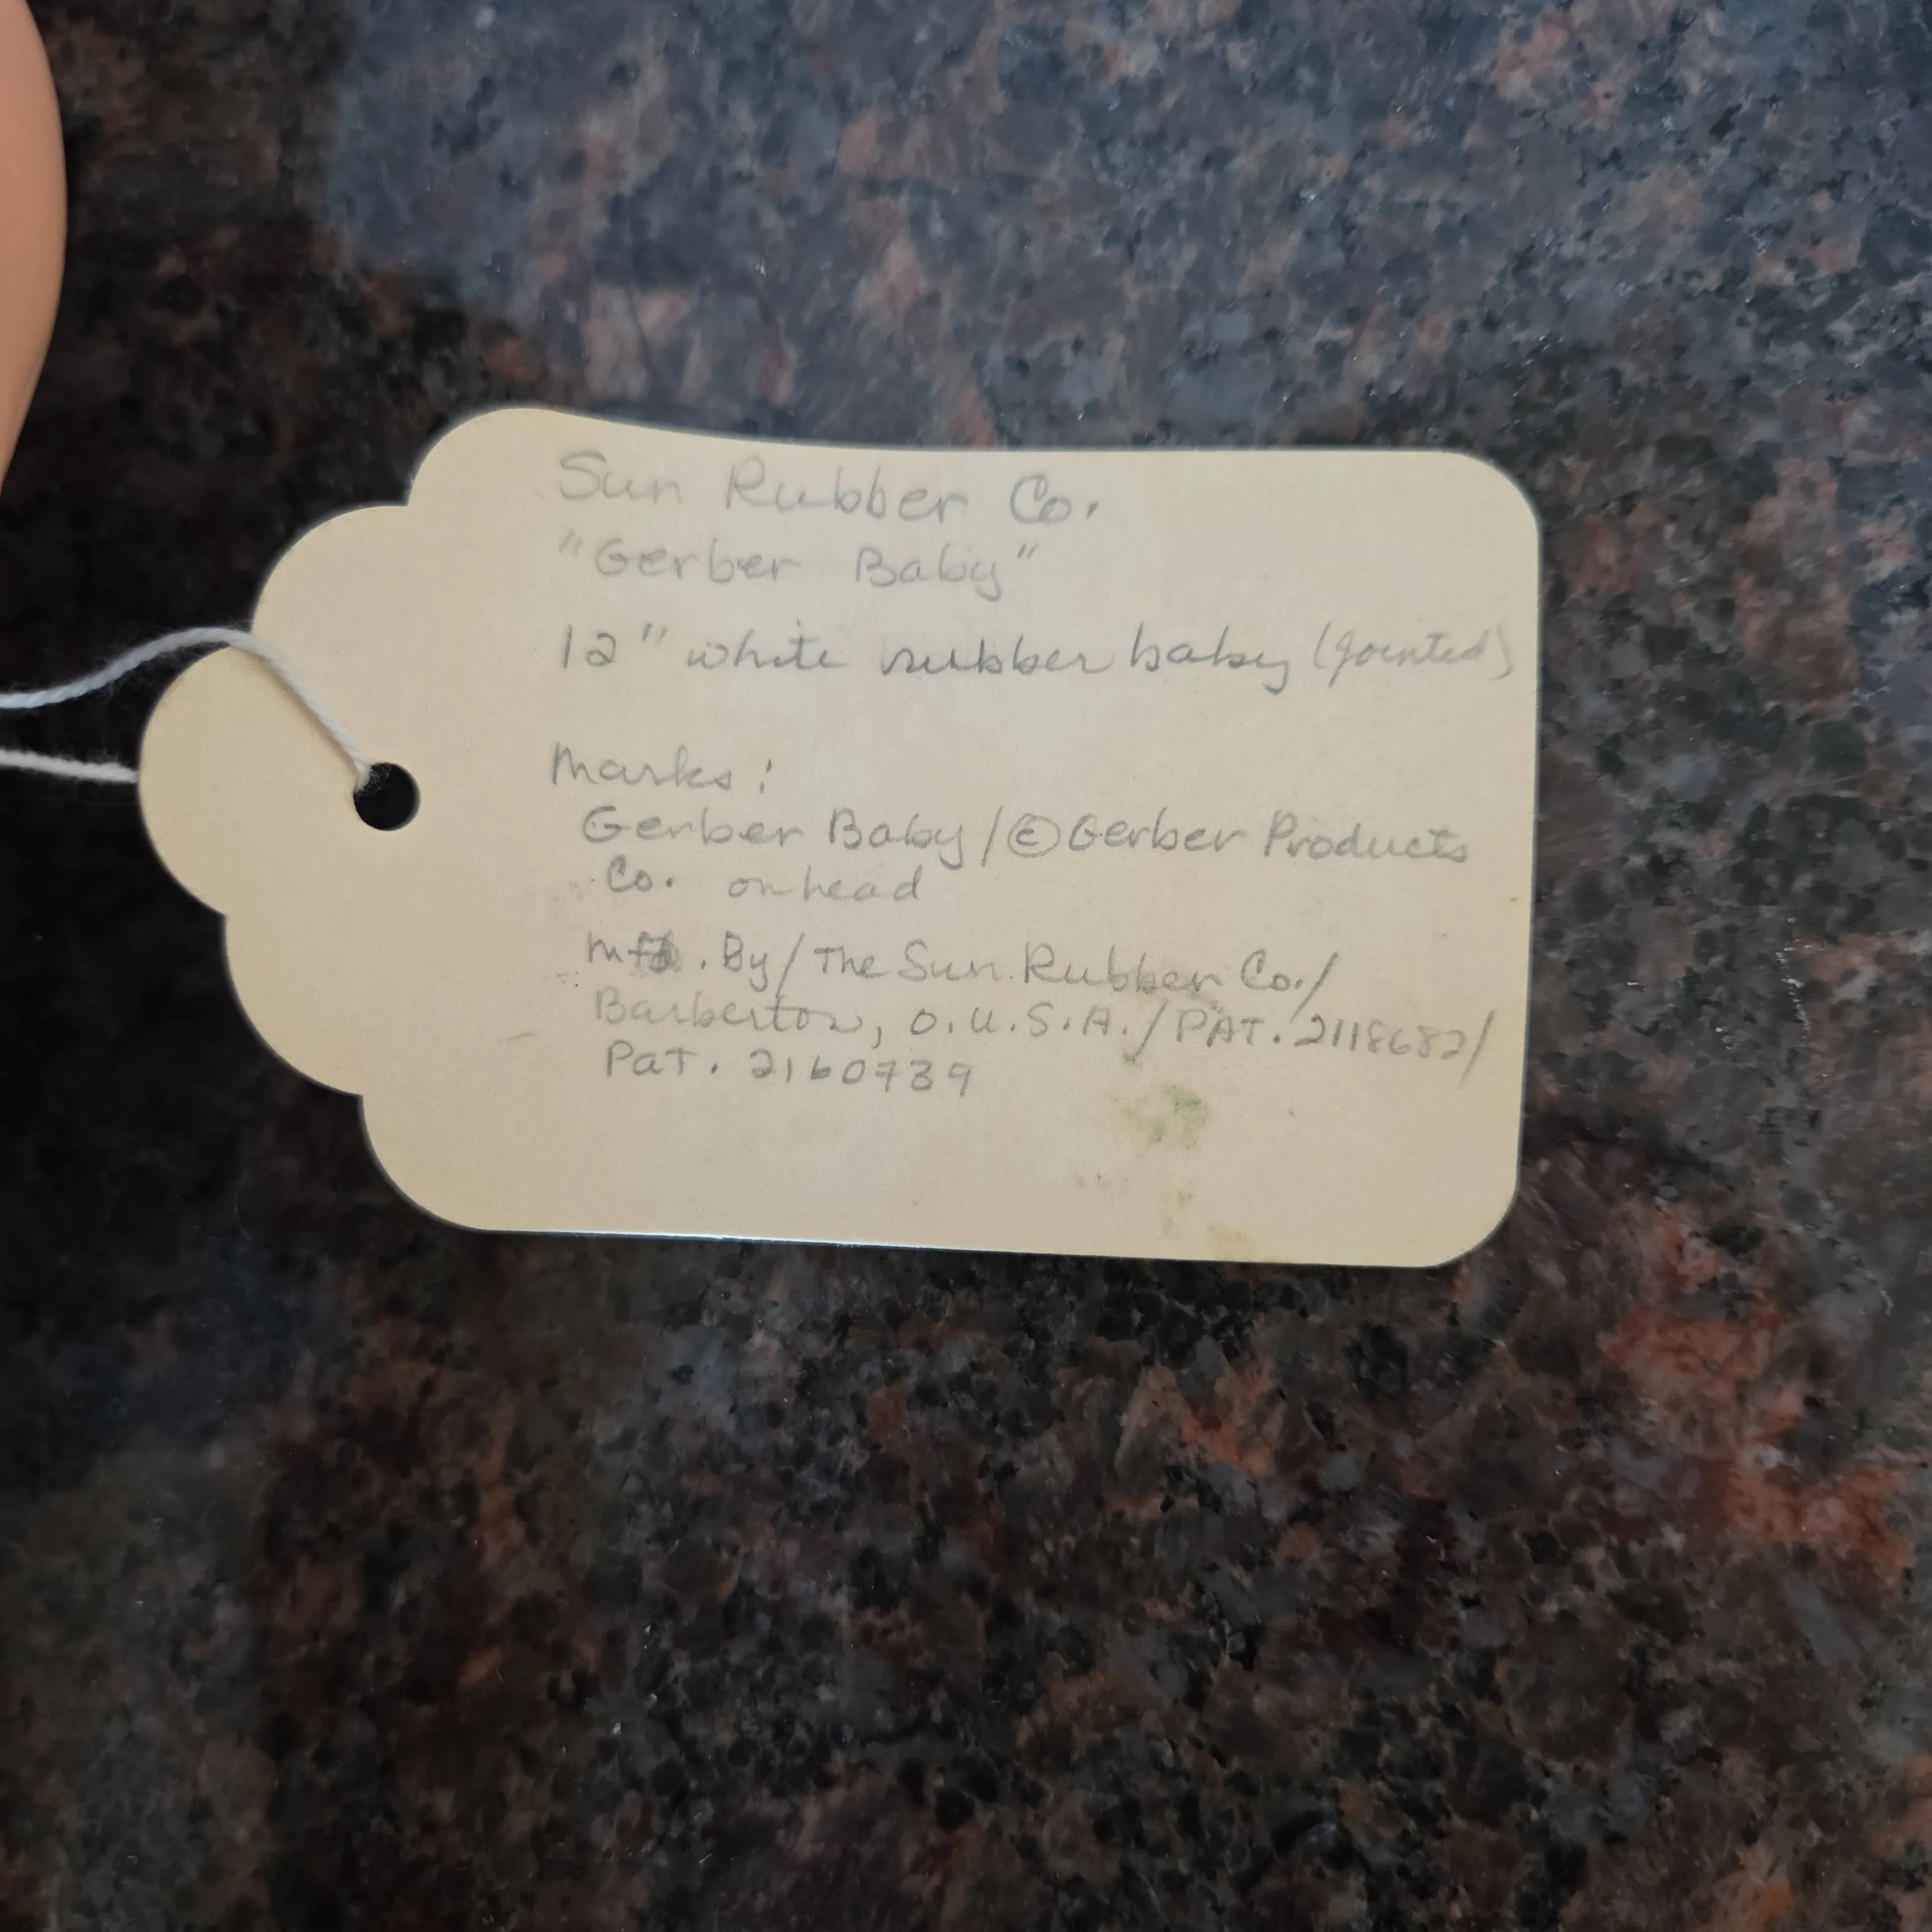 Sun Rubber Co.
"Gerber Baby"
12" white rubber baby (jointed)
Marks:
Gerber Baby/©Gerber Products
Co. on head
Mfd. By/The Sun Rubber Co./
Barberton, O.U.S.A./PAT. 2118682/
PAT. 2160739